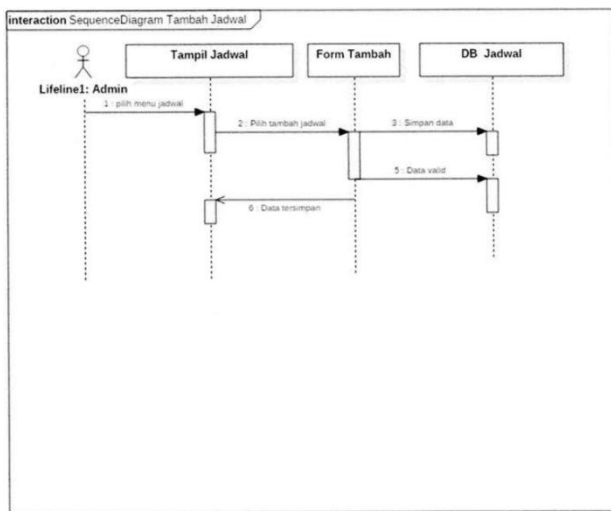 interaction SequenceDiagram Tambah Jadwal
Tampil Jadwal
Form Tambah
DB Jadwal
Lifeline1: Admin
1 : pilih menu jadwal
2 : Pilih tambah jadwal
3 : Simpan data
5 : Data valid
6 : Data tersimpan